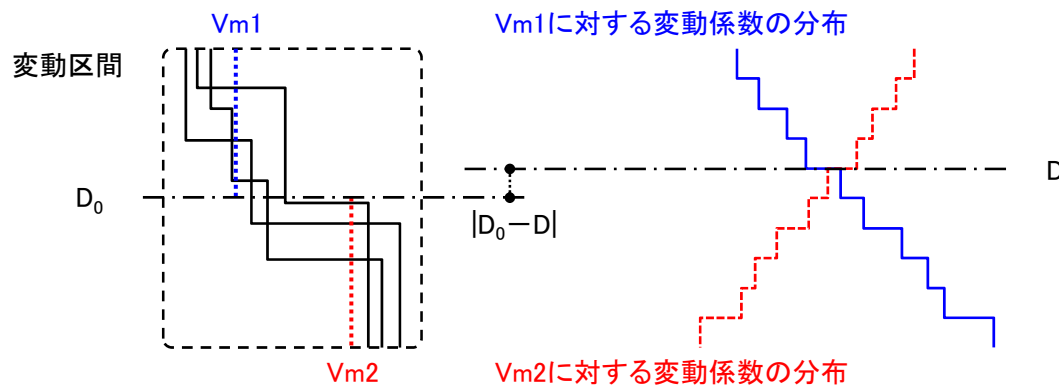 Vm1
Vm1に対する変動係数の分布
変動区間
D
D₀
|D₀－D|
Vm2
Vm2に対する変動係数の分布